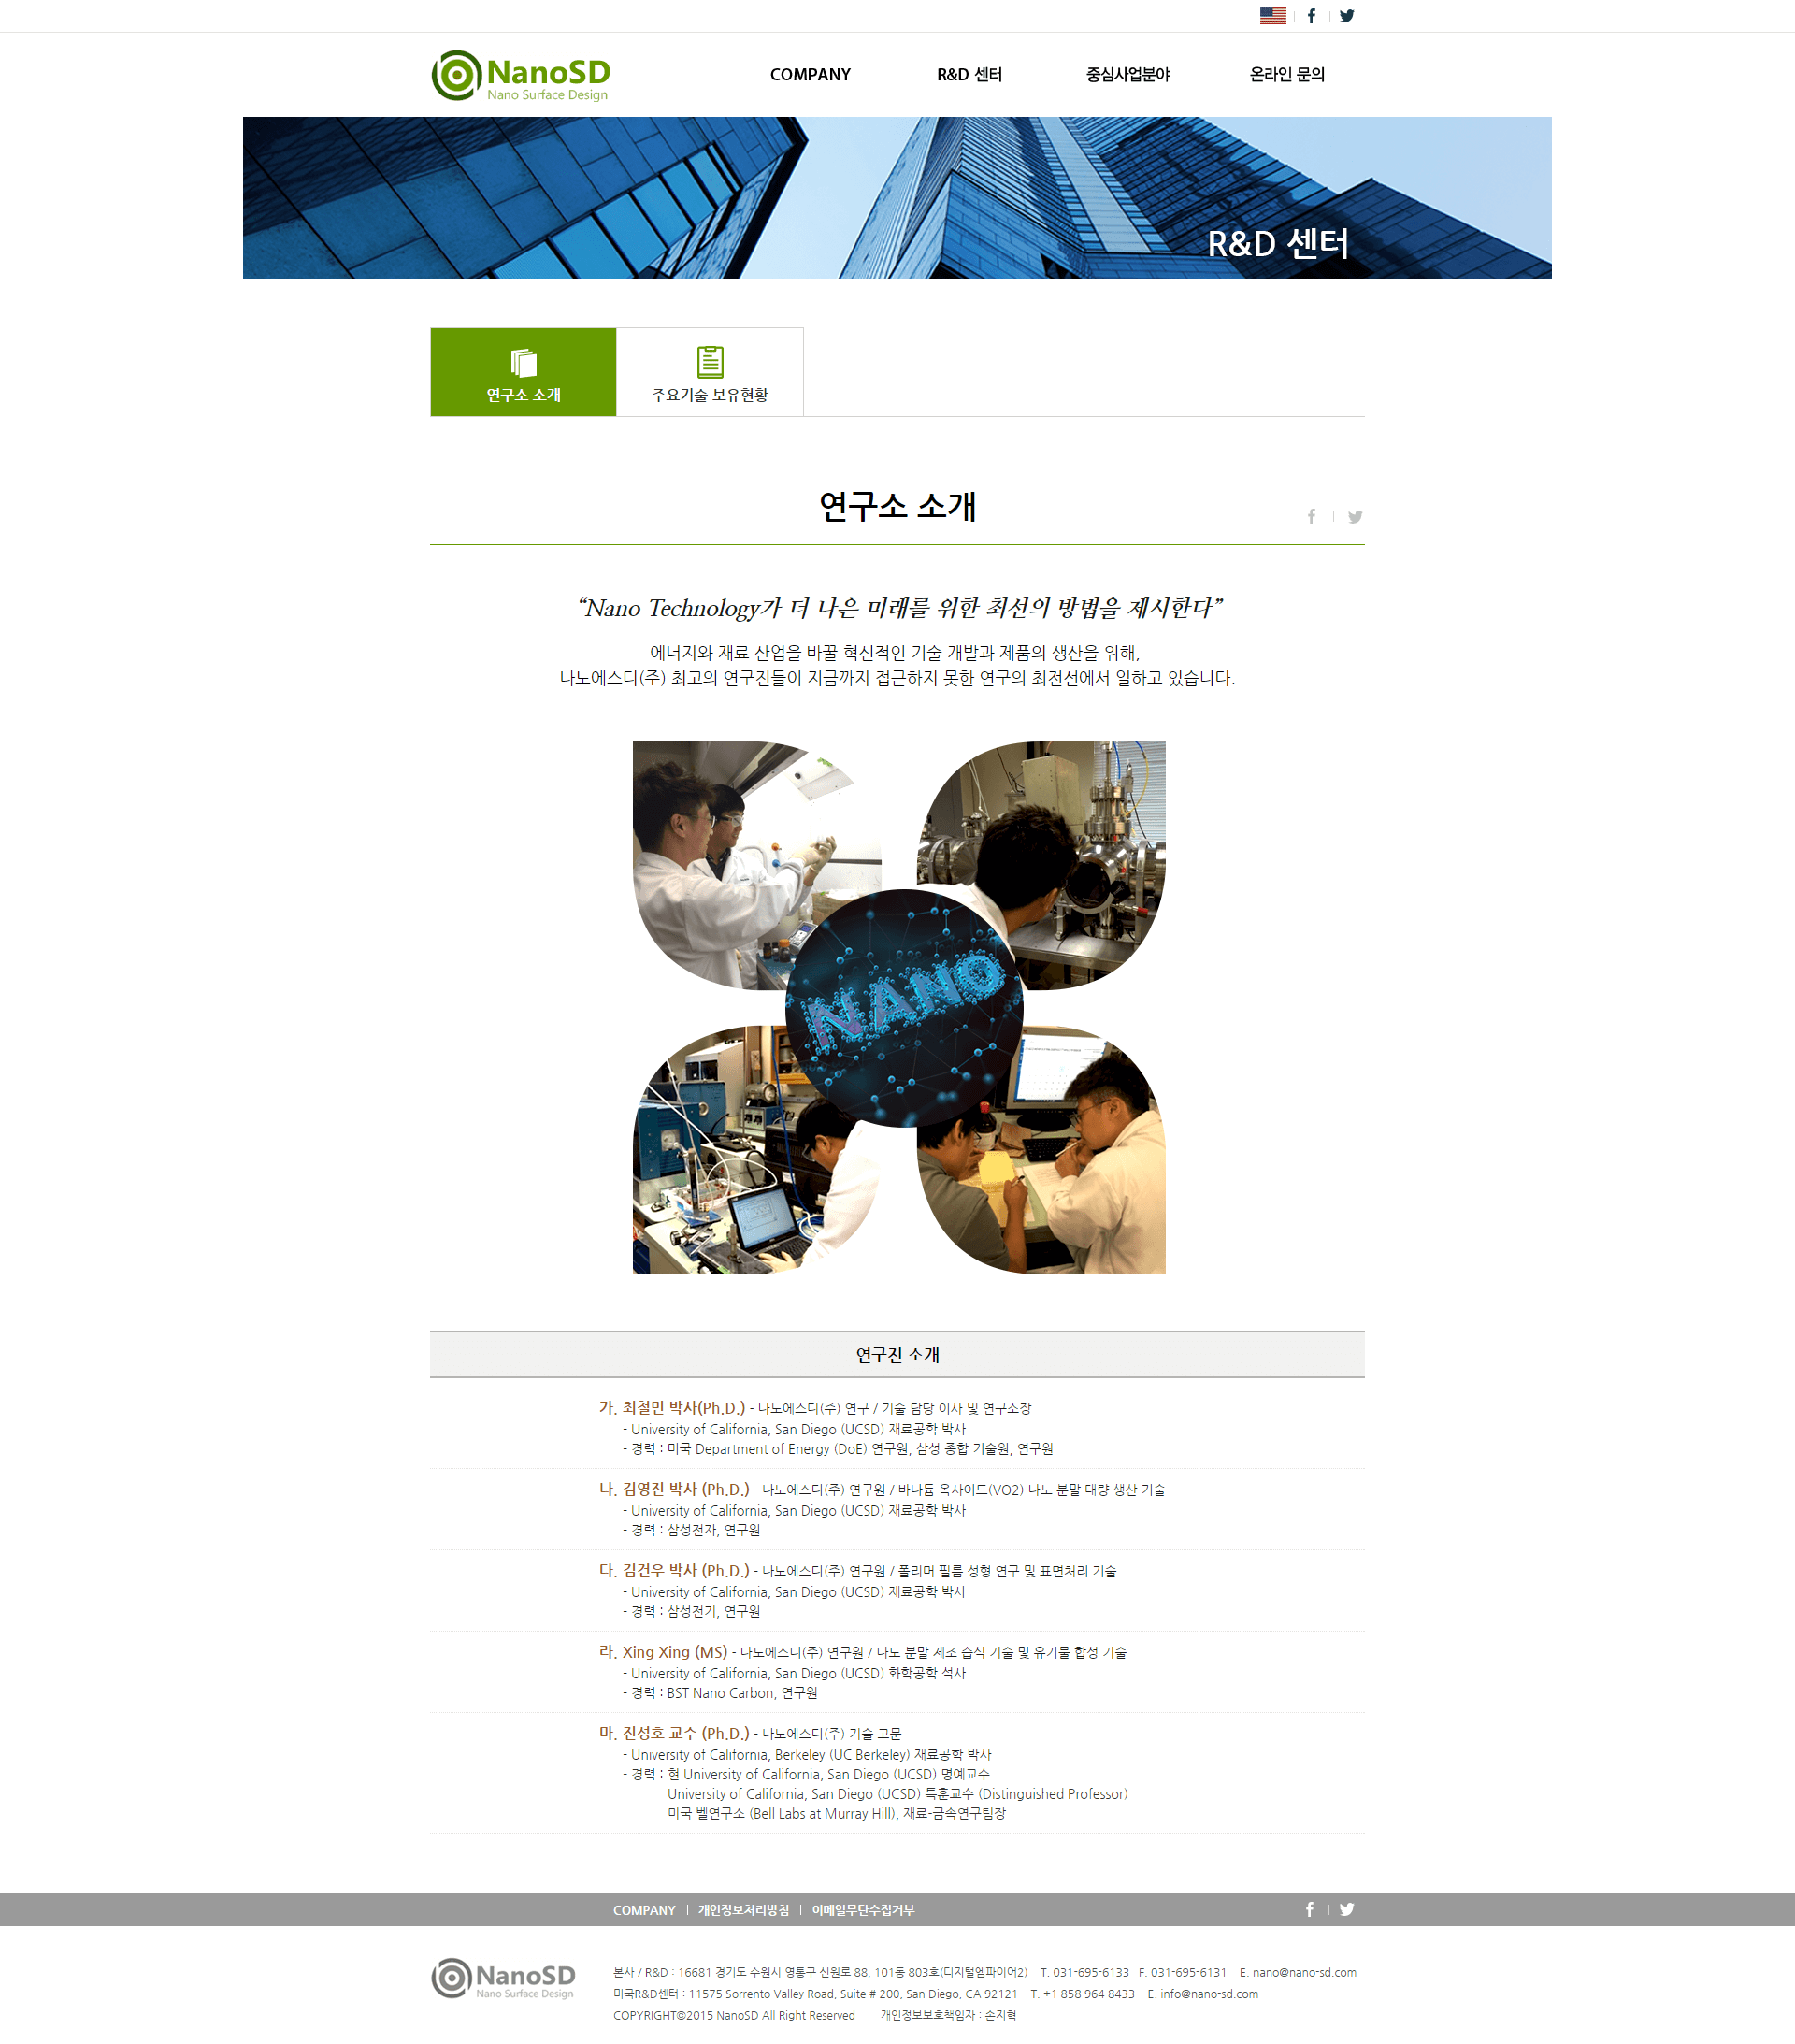 NanoSD
Nano Surface Design
COMPANY
R&D 센터
중심사업분야
온라인 문의
R&D 센터
연구소 소개
주요기술 보유현황
연구소 소개
“Nano Technology가 더 나은 미래를 위한 최선의 방법을 제시한다”
에너지와 재료 산업을 바꿀 혁신적인 기술 개발과 제품의 생산을 위해,
나노에스디(주) 최고의 연구진들이 지금까지 접근하지 못한 연구의 최전선에서 일하고 있습니다.
NANO
연구진 소개
가. 최철민 박사(Ph.D.) - 나노에스디(주) 연구 / 기술 담당 이사 및 연구소장
- University of California, San Diego (UCSD) 재료공학 박사
- 경력 : 미국 Department of Energy (DoE) 연구원, 삼성 종합 기술원, 연구원
나. 김영진 박사 (Ph.D.) - 나노에스디(주) 연구원 / 바나듐 옥사이드(VO2) 나노 분말 대량 생산 기술
- University of California, San Diego (UCSD) 재료공학 박사
- 경력 : 삼성전자, 연구원
다. 김건우 박사 (Ph.D.) - 나노에스디(주) 연구원 / 폴리머 필름 성형 연구 및 표면처리 기술
- University of California, San Diego (UCSD) 재료공학 박사
- 경력 : 삼성전기, 연구원
라. Xing Xing (MS) - 나노에스디(주) 연구원 / 나노 분말 제조 습식 기술 및 유기물 합성 기술
- University of California, San Diego (UCSD) 화학공학 석사
- 경력 : BST Nano Carbon, 연구원
마. 진성호 교수 (Ph.D.) - 나노에스디(주) 기술 고문
- University of California, Berkeley (UC Berkeley) 재료공학 박사
- 경력 : 현 University of California, San Diego (UCSD) 명예교수
University of California, San Diego (UCSD) 특훈교수 (Distinguished Professor)
미국 벨연구소 (Bell Labs at Murray Hill), 재료-금속연구팀장
COMPANY | 개인정보처리방침 | 이메일무단수집거부
NanoSD
Nano Surface Design
본사 / R&D : 16681 경기도 수원시 영통구 신원로 88, 101동 803호(디지털엠파이어2) T. 031-695-6133 F. 031-695-6131 E. nano@nano-sd.com
미국R&D센터 : 11575 Sorrento Valley Road, Suite # 200, San Diego, CA 92121 T. +1 858 964 8433 E. info@nano-sd.com
COPYRIGHT©2015 NanoSD All Right Reserved 개인정보보호책임자 : 손지혁